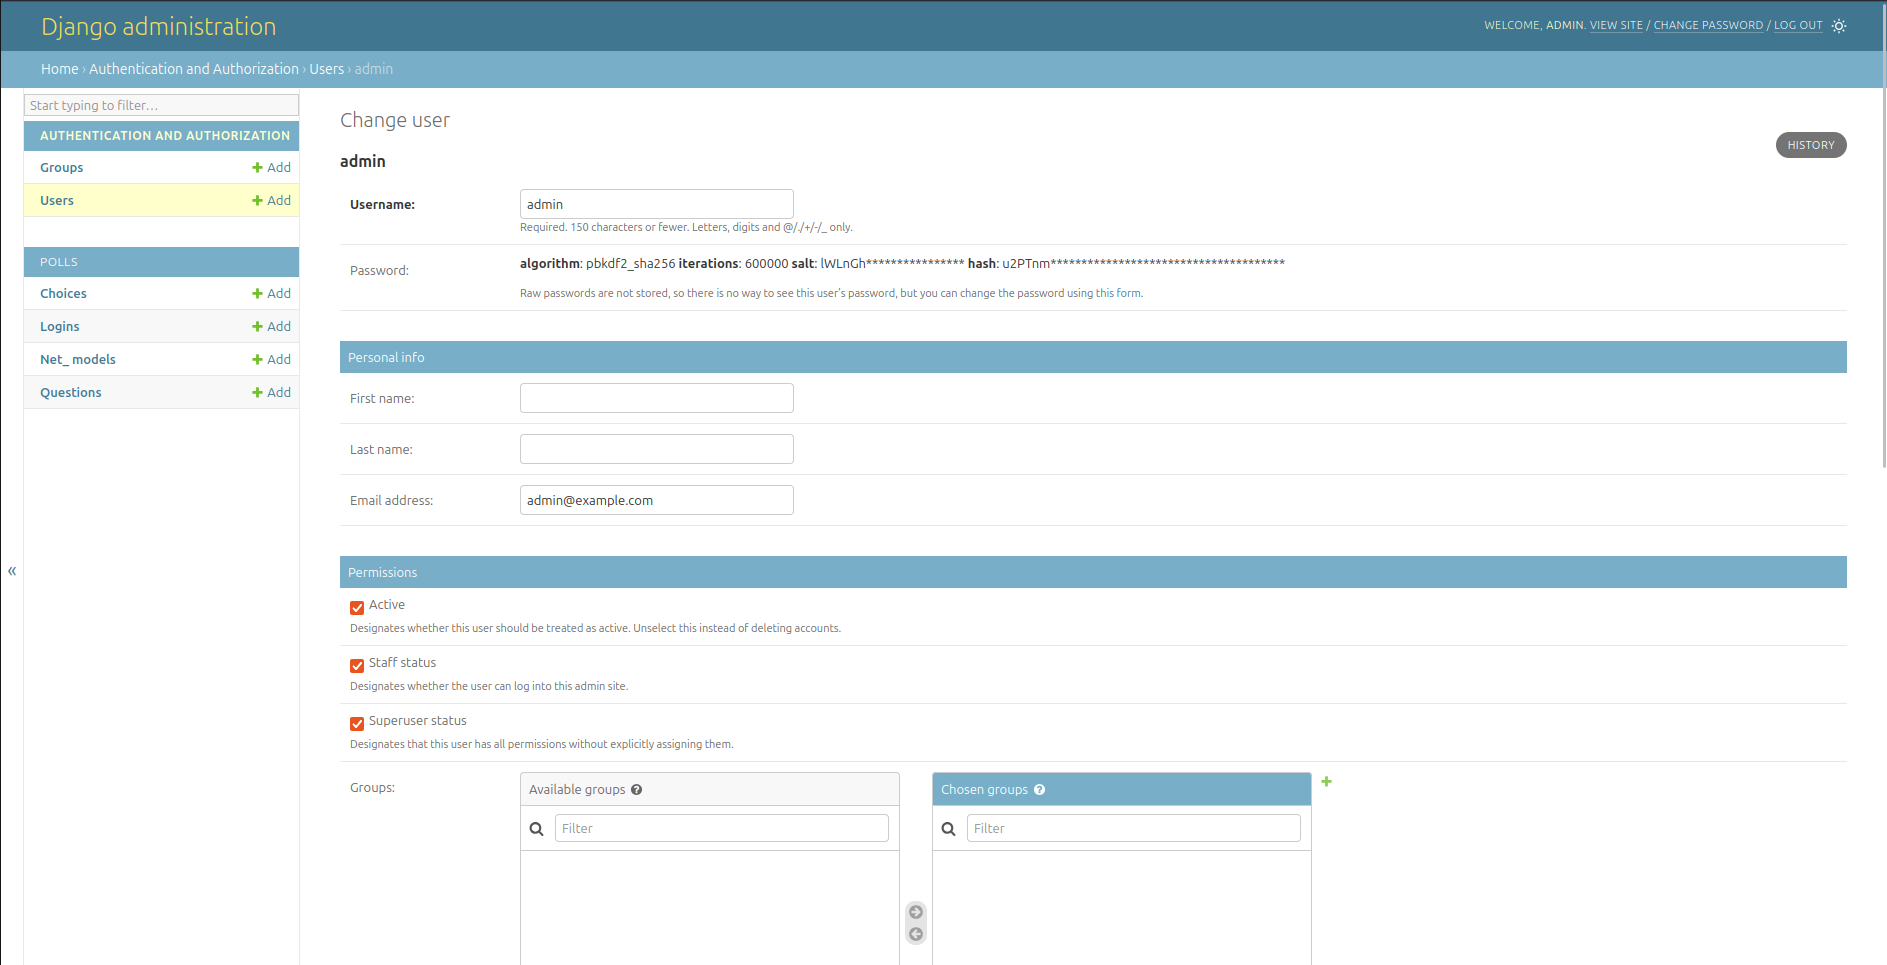 Django administration
WELCOME, ADMIN. VIEW SITE / CHANGE PASSWORD / LOG OUT
Home › Authentication and Authorization › Users › admin
Start typing to filter…
AUTHENTICATION AND AUTHORIZATION
Groups + Add
Users + Add
POLLS
Choices + Add
Logins + Add
Net_ models + Add
Questions + Add
«
Change user
HISTORY
admin
Username: admin
Required. 150 characters or fewer. Letters, digits and @/./+/-/_ only.
Password: algorithm: pbkdf2_sha256 iterations: 600000 salt: lWLnGh**************** hash: u2PTnm**************************************
Raw passwords are not stored, so there is no way to see this user's password, but you can change the password using this form.
Personal info
First name:
Last name:
Email address: admin@example.com
Permissions
Active
Designates whether this user should be treated as active. Unselect this instead of deleting accounts.
Staff status
Designates whether the user can log into this admin site.
Superuser status
Designates that this user has all permissions without explicitly assigning them.
Groups:
Available groups ?
Filter
Chosen groups ?
Filter